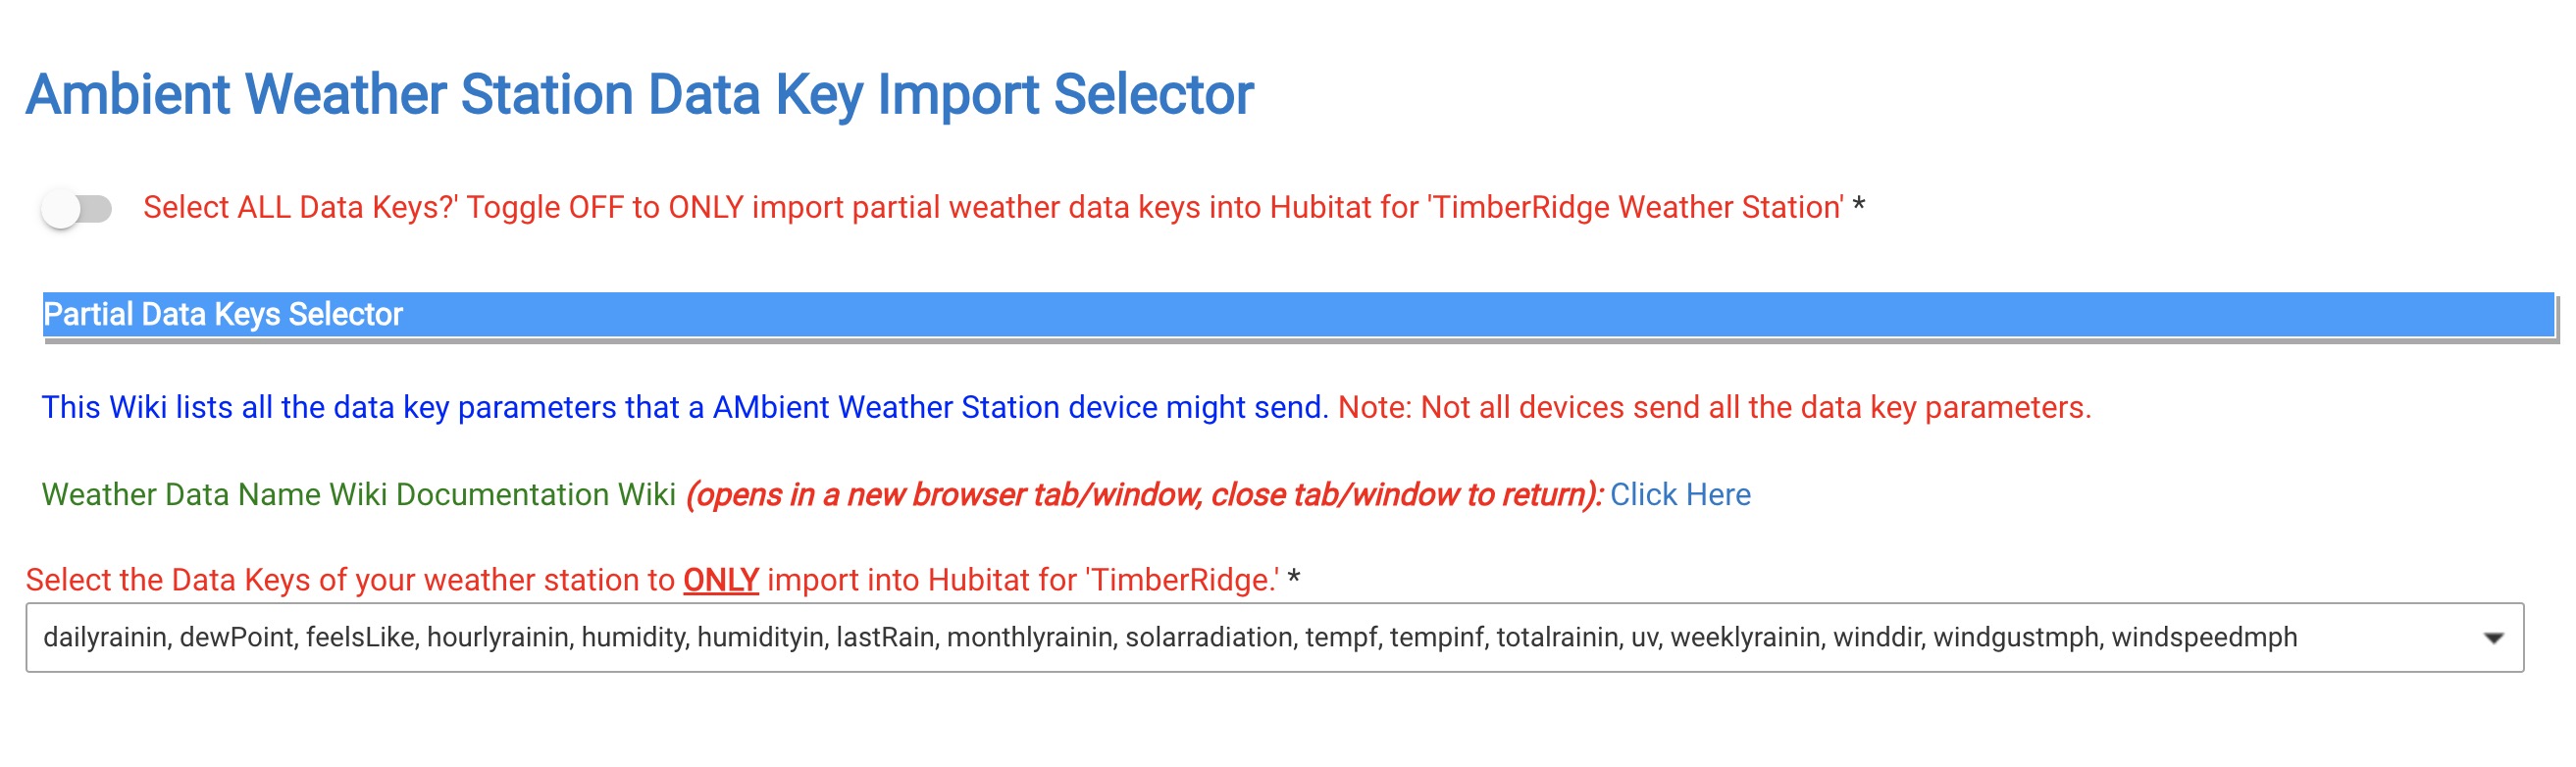 Ambient Weather Station Data Key Import Selector
Select ALL Data Keys?' Toggle OFF to ONLY import partial weather data keys into Hubitat for 'TimberRidge Weather Station' *
Partial Data Keys Selector
This Wiki lists all the data key parameters that a AMbient Weather Station device might send. Note: Not all devices send all the data key parameters.
Weather Data Name Wiki Documentation Wiki (opens in a new browser tab/window, close tab/window to return): Click Here
Select the Data Keys of your weather station to ONLY import into Hubitat for 'TimberRidge.' *
dailyrainin, dewPoint, feelsLike, hourlyrainin, humidity, humidityin, lastRain, monthlyrainin, solarradiation, tempf, tempinf, totalrainin, uv, weeklyrainin, winddir, windgustmph, windspeedmph